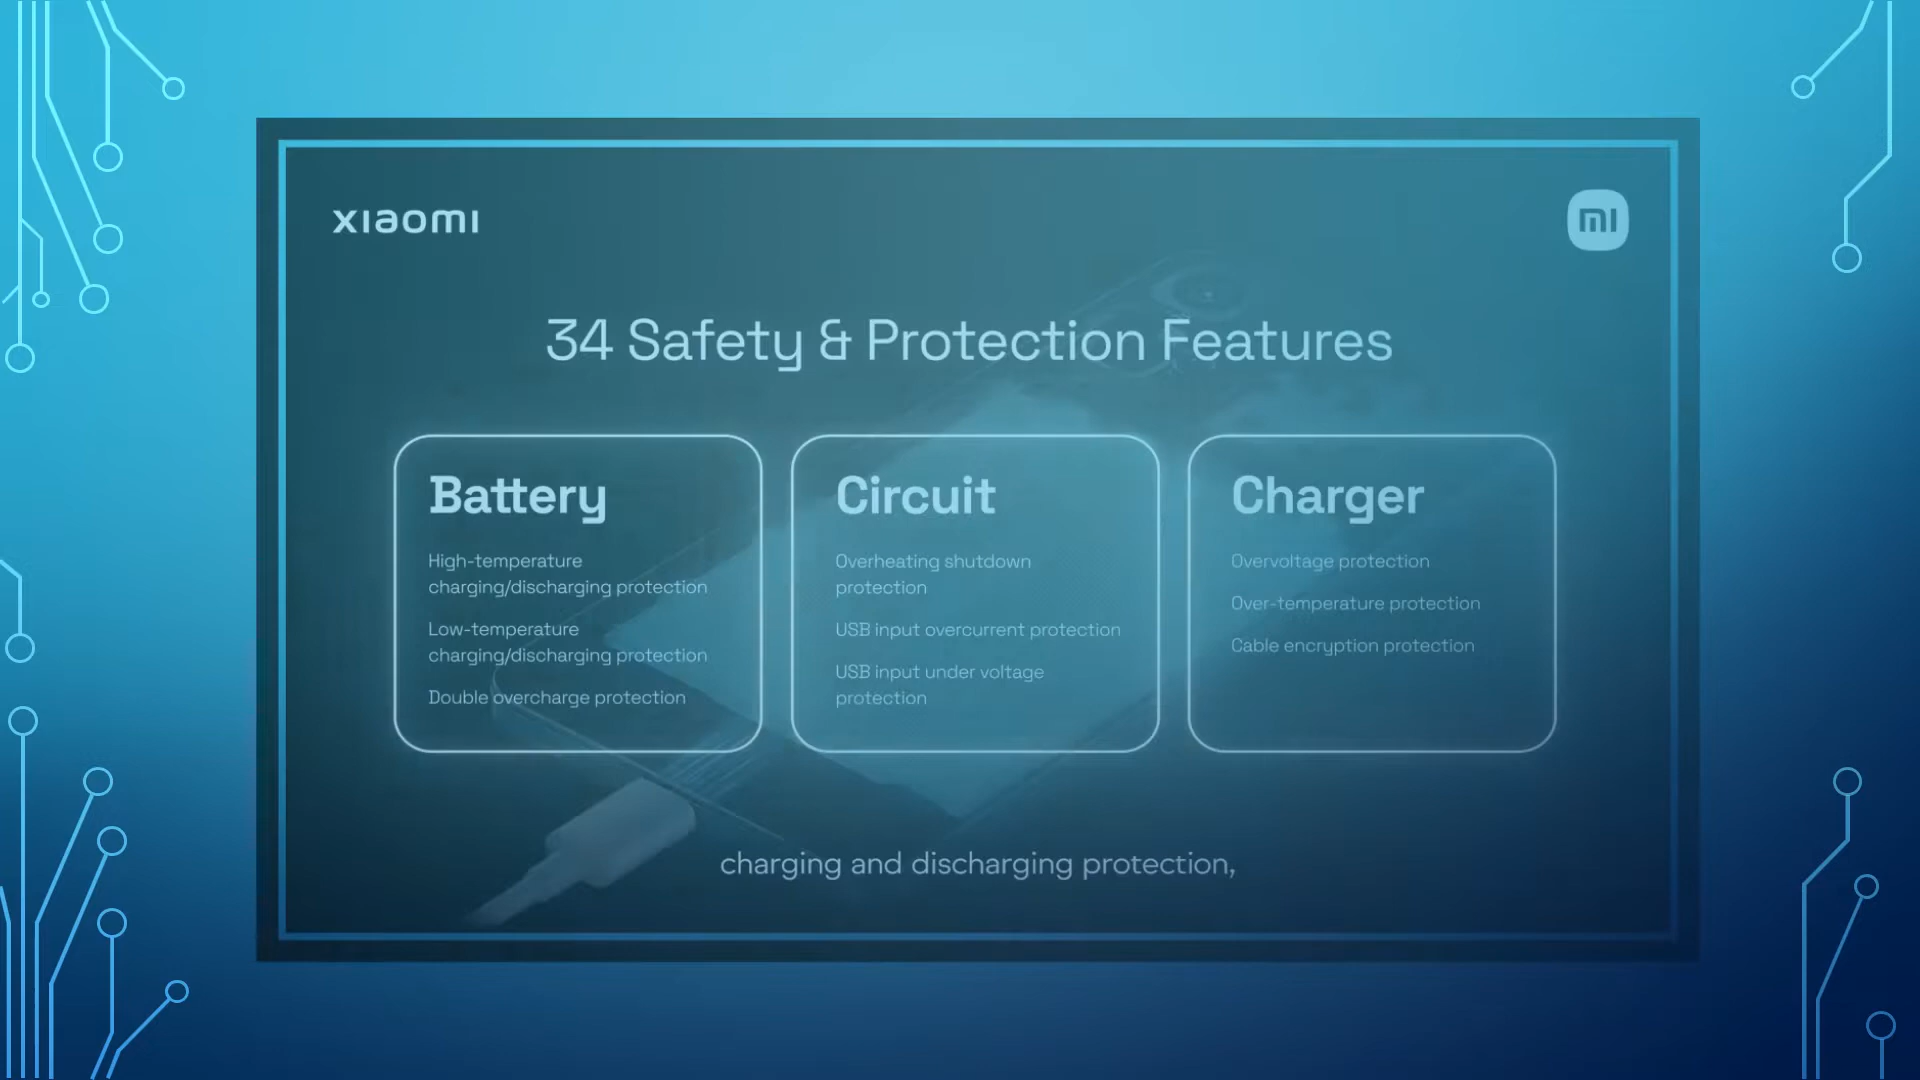 xiaomi
mi
34 Safety & Protection Features
Battery
High-temperature
charging/discharging protection
Low-temperature
charging/discharging protection
Double overcharge protection
Circuit
Overheating shutdown
protection
USB input overcurrent protection
USB input under voltage
protection
Charger
Overvoltage protection
Over-temperature protection
Cable encryption protection
charging and discharging protection,